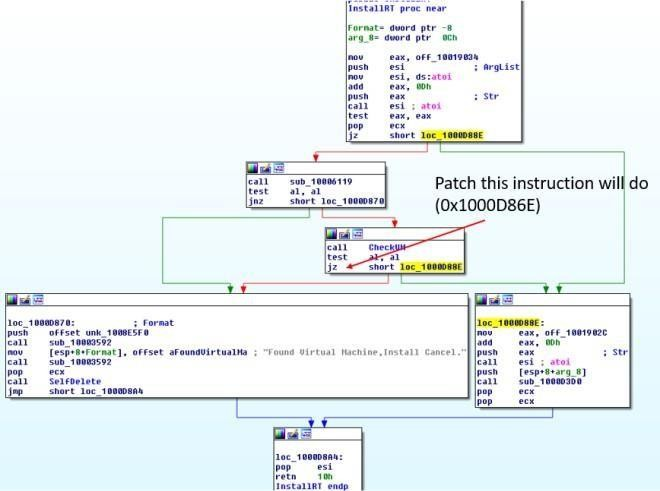 InstallRT proc near
Format= dword ptr -8
arg_8= dword ptr  0Ch
mov     eax, off_10019034
push    esi             ; ArgList
mov     esi, ds:atoi
add     eax, 0Dh
push    eax             ; Str
call    esi ; atoi
test    eax, eax
pop     ecx
jz      short loc_1000D88E
call    sub_10006119
test    al, al
jnz     short loc_1000D870
Patch this instruction will do
(0x1000D86E)
call    CheckVM
test    al, al
jz      short loc_1000D88E
loc_1000D870:           ; Format
push    offset unk_1008E5F0
call    sub_10003592
mov     [esp+8+Format], offset aFoundVirtualMa ; "Found Virtual Machine,Install Cancel."
call    sub_10003592
pop     ecx
call    SelfDelete
jmp     short loc_1000D8A4
loc_1000D88E:
mov     eax, off_1001902C
add     eax, 0Dh
push    eax             ; Str
call    esi ; atoi
push    [esp+8+arg_8]
call    sub_1000D3D0
pop     ecx
pop     ecx
loc_1000D8A4:
pop     esi
retn    10h
InstallRT endp